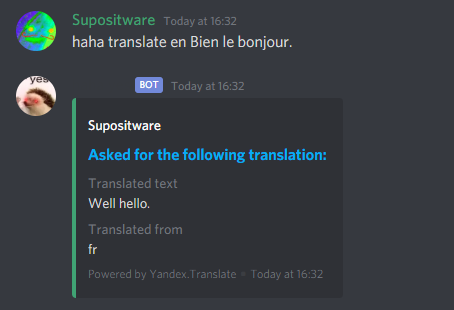 Supositware Today at 16:32
haha translate en Bien le bonjour.
yes
BOT Today at 16:32
Supositware
Asked for the following translation:
Translated text
Well hello.
Translated from
fr
Powered by Yandex.Translate • Today at 16:32